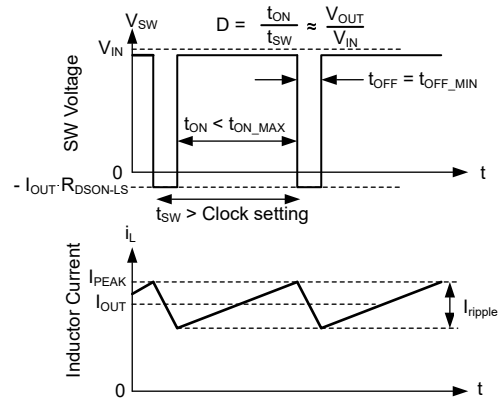 V_SW
D = t_ON / t_SW ≈ V_OUT / V_IN
V_IN
SW Voltage
t_OFF = t_OFF_MIN
t_ON < t_ON_MAX
0
t
- I_OUT·R_DSON-LS
t_SW > Clock setting
i_L
Inductor Current
I_PEAK
I_OUT
I_ripple
0
t